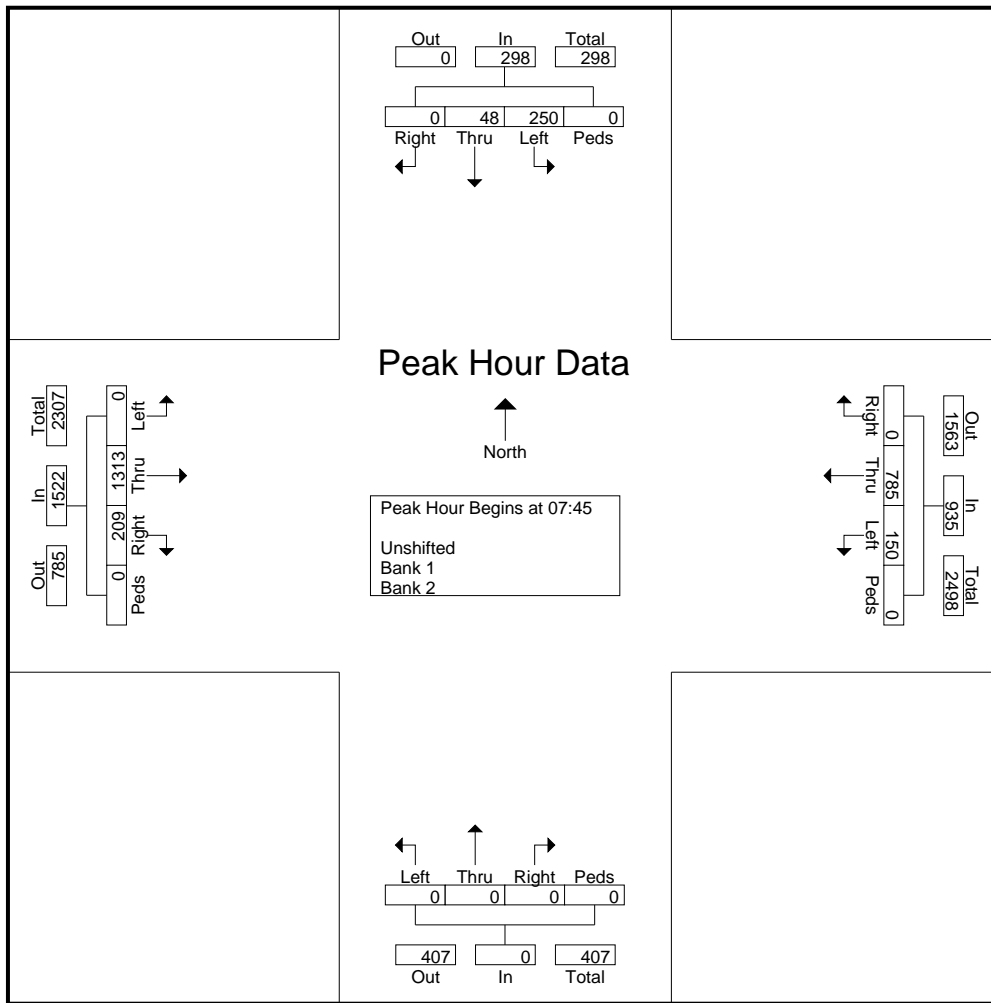 Out In Total
0 298 298
0 48 250 0
Right Thru Left Peds
Peak Hour Data
North
Peak Hour Begins at 07:45
Unshifted
Bank 1
Bank 2
Total In Out
2307 1522 785
0 1313 209 0
Left Thru Right Peds
Out In Total
1563 935 2498
0 785 150 0
Right Thru Left Peds
Left Thru Right Peds
0 0 0 0
407 0 407
Out In Total